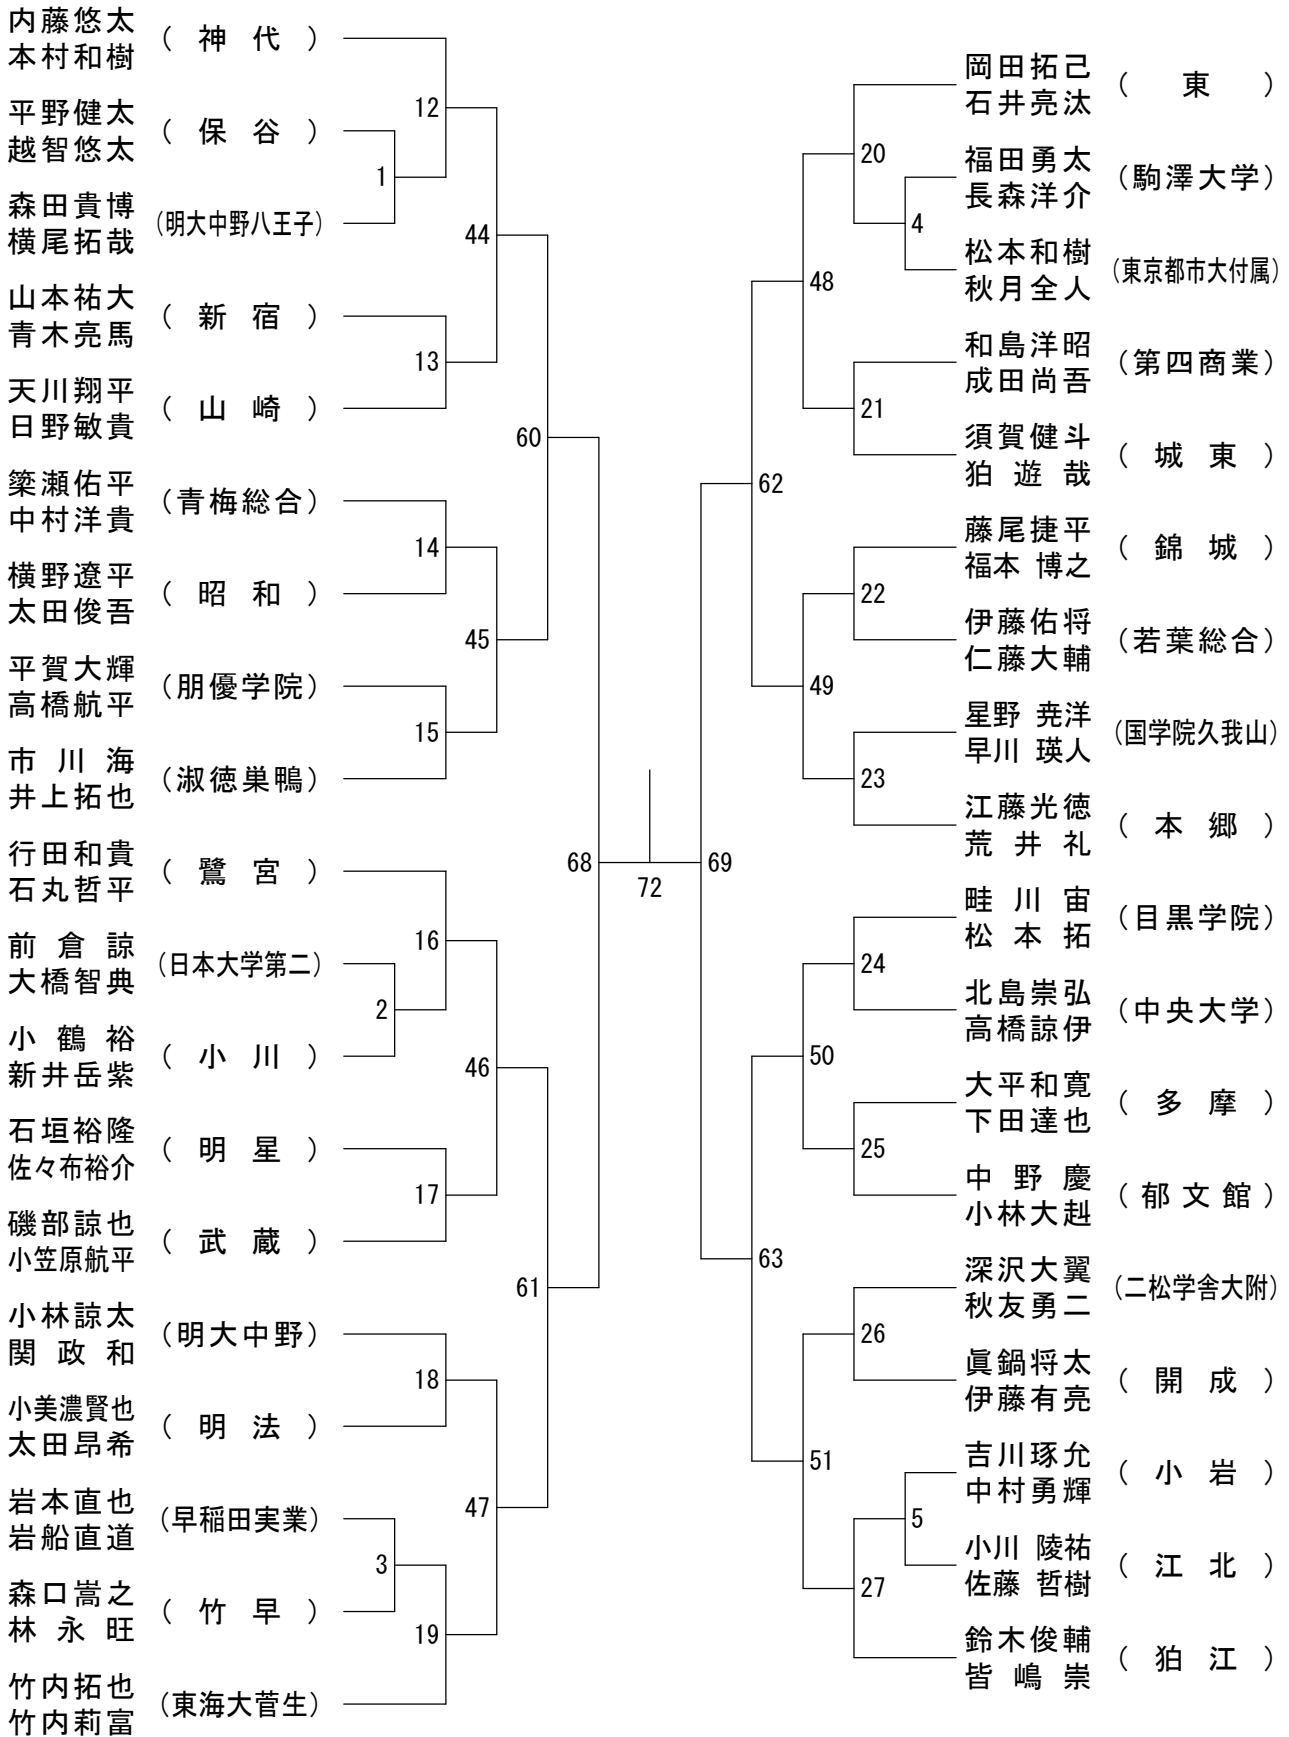 内藤悠太
本村和樹
(神代)
平野健太
越智悠太
(保谷)
森田貴博
横尾拓哉
(明大中野八王子)
山本祐大
青木亮馬
(新宿)
天川翔平
日野敏貴
(山崎)
簗瀬佑平
中村洋貴
(青梅総合)
横野遼平
太田俊吾
(昭和)
平賀大輝
高橋航平
(朋優学院)
市川海
井上拓也
(淑徳巣鴨)
行田和貴
石丸哲平
(鷺宮)
前倉諒
大橋智典
(日本大学第二)
小鶴裕
新井岳紫
(小川)
石垣裕隆
佐々布裕介
(明星)
磯部諒也
小笠原航平
(武蔵)
小林諒太
関政和
(明大中野)
小美濃賢也
太田昂希
(明法)
岩本直也
岩船直道
(早稲田実業)
森口嵩之
林永旺
(竹早)
竹内拓也
竹内莉富
(東海大菅生)
1
2
3
12
13
14
15
16
17
18
19
44
45
46
47
60
61
68
72
69
62
63
48
49
50
51
20
21
22
23
24
25
26
27
4
5
岡田拓己
石井亮汰
(東)
福田勇太
長森洋介
(駒澤大学)
松本和樹
秋月全人
(東京都市大付属)
和島洋昭
成田尚吾
(第四商業)
須賀健斗
狛遊哉
(城東)
藤尾捷平
福本 博之
(錦城)
伊藤佑将
仁藤大輔
(若葉総合)
星野 尭洋
早川 瑛人
(国学院久我山)
江藤光徳
荒井礼
(本郷)
畦川宙
松本拓
(目黒学院)
北島崇弘
高橋諒伊
(中央大学)
大平和寛
下田達也
(多摩)
中野慶
小林大赳
(郁文館)
深沢大翼
秋友勇二
(二松学舎大附)
眞鍋将太
伊藤有亮
(開成)
吉川琢允
中村勇輝
(小岩)
小川 陵祐
佐藤 哲樹
(江北)
鈴木俊輔
皆嶋崇
(狛江)